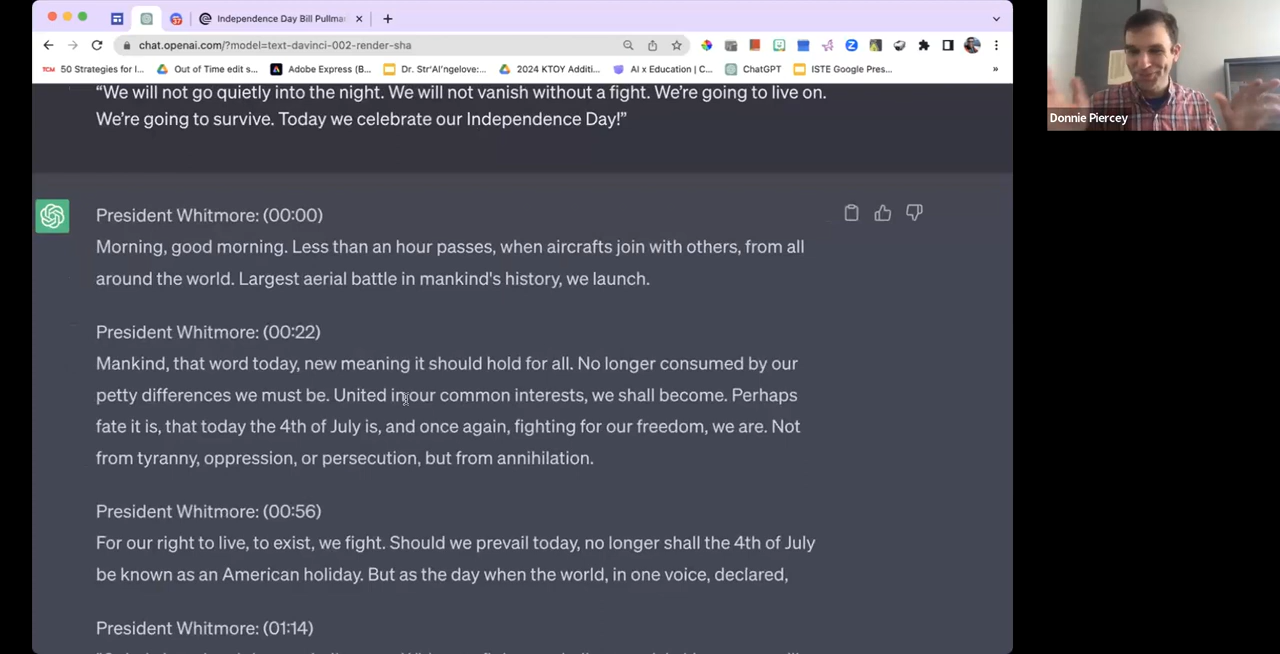 Independence Day Bill Pullma
chat.openai.com/?model=text-davinci-002-render-sha
TCM 50 Strategies for I... Out of Time edit s... Adobe Express (B... Dr. Str'AI'ngelove:... 2024 KTOY Additi... AI x Education | C... ChatGPT ISTE Google Pres... »
Donnie Piercey
“We will not go quietly into the night. We will not vanish without a fight. We’re going to live on.
We’re going to survive. Today we celebrate our Independence Day!”
President Whitmore: (00:00)
Morning, good morning. Less than an hour passes, when aircrafts join with others, from all
around the world. Largest aerial battle in mankind's history, we launch.
President Whitmore: (00:22)
Mankind, that word today, new meaning it should hold for all. No longer consumed by our
petty differences we must be. United in our common interests, we shall become. Perhaps
fate it is, that today the 4th of July is, and once again, fighting for our freedom, we are. Not
from tyranny, oppression, or persecution, but from annihilation.
President Whitmore: (00:56)
For our right to live, to exist, we fight. Should we prevail today, no longer shall the 4th of July
be known as an American holiday. But as the day when the world, in one voice, declared,
President Whitmore: (01:14)